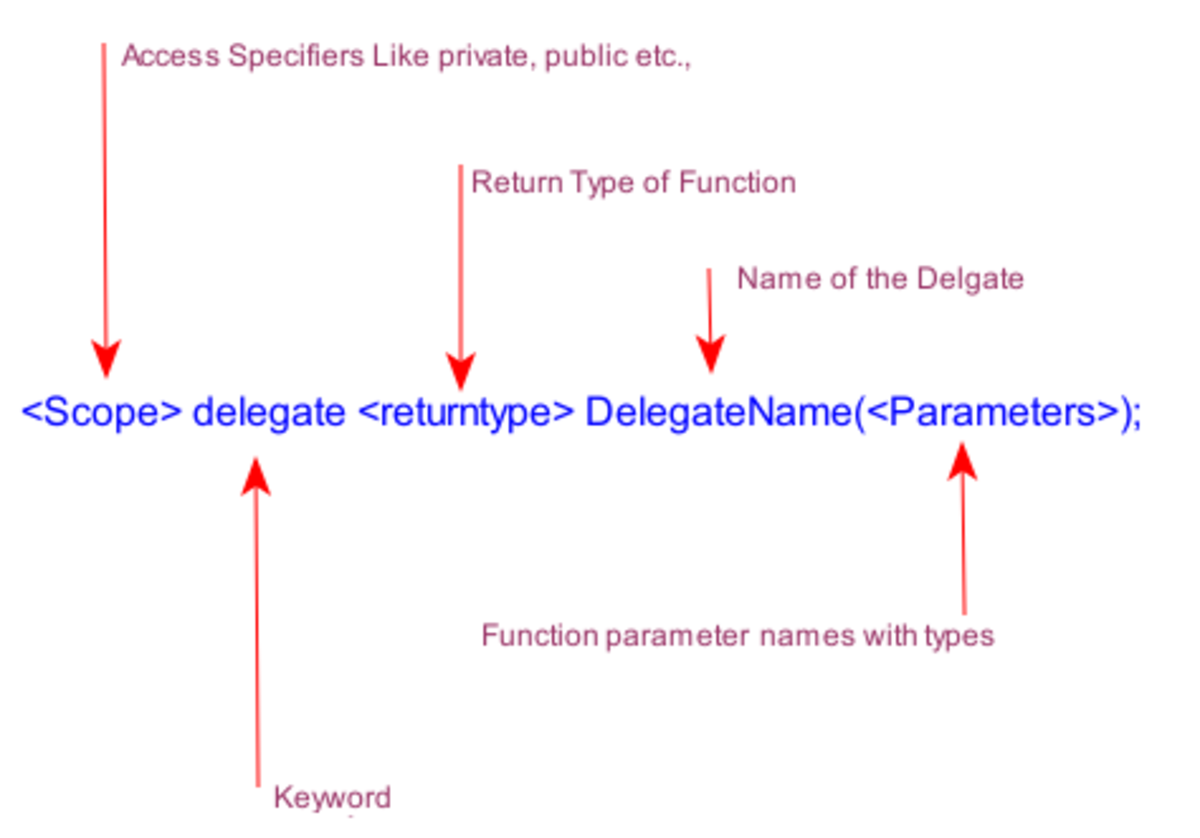 Access Specifiers Like private, public etc.,
Return Type of Function
Name of the Delgate
<Scope> delegate <returntype> DelegateName(<Parameters>);
Function parameter names with types
Keyword